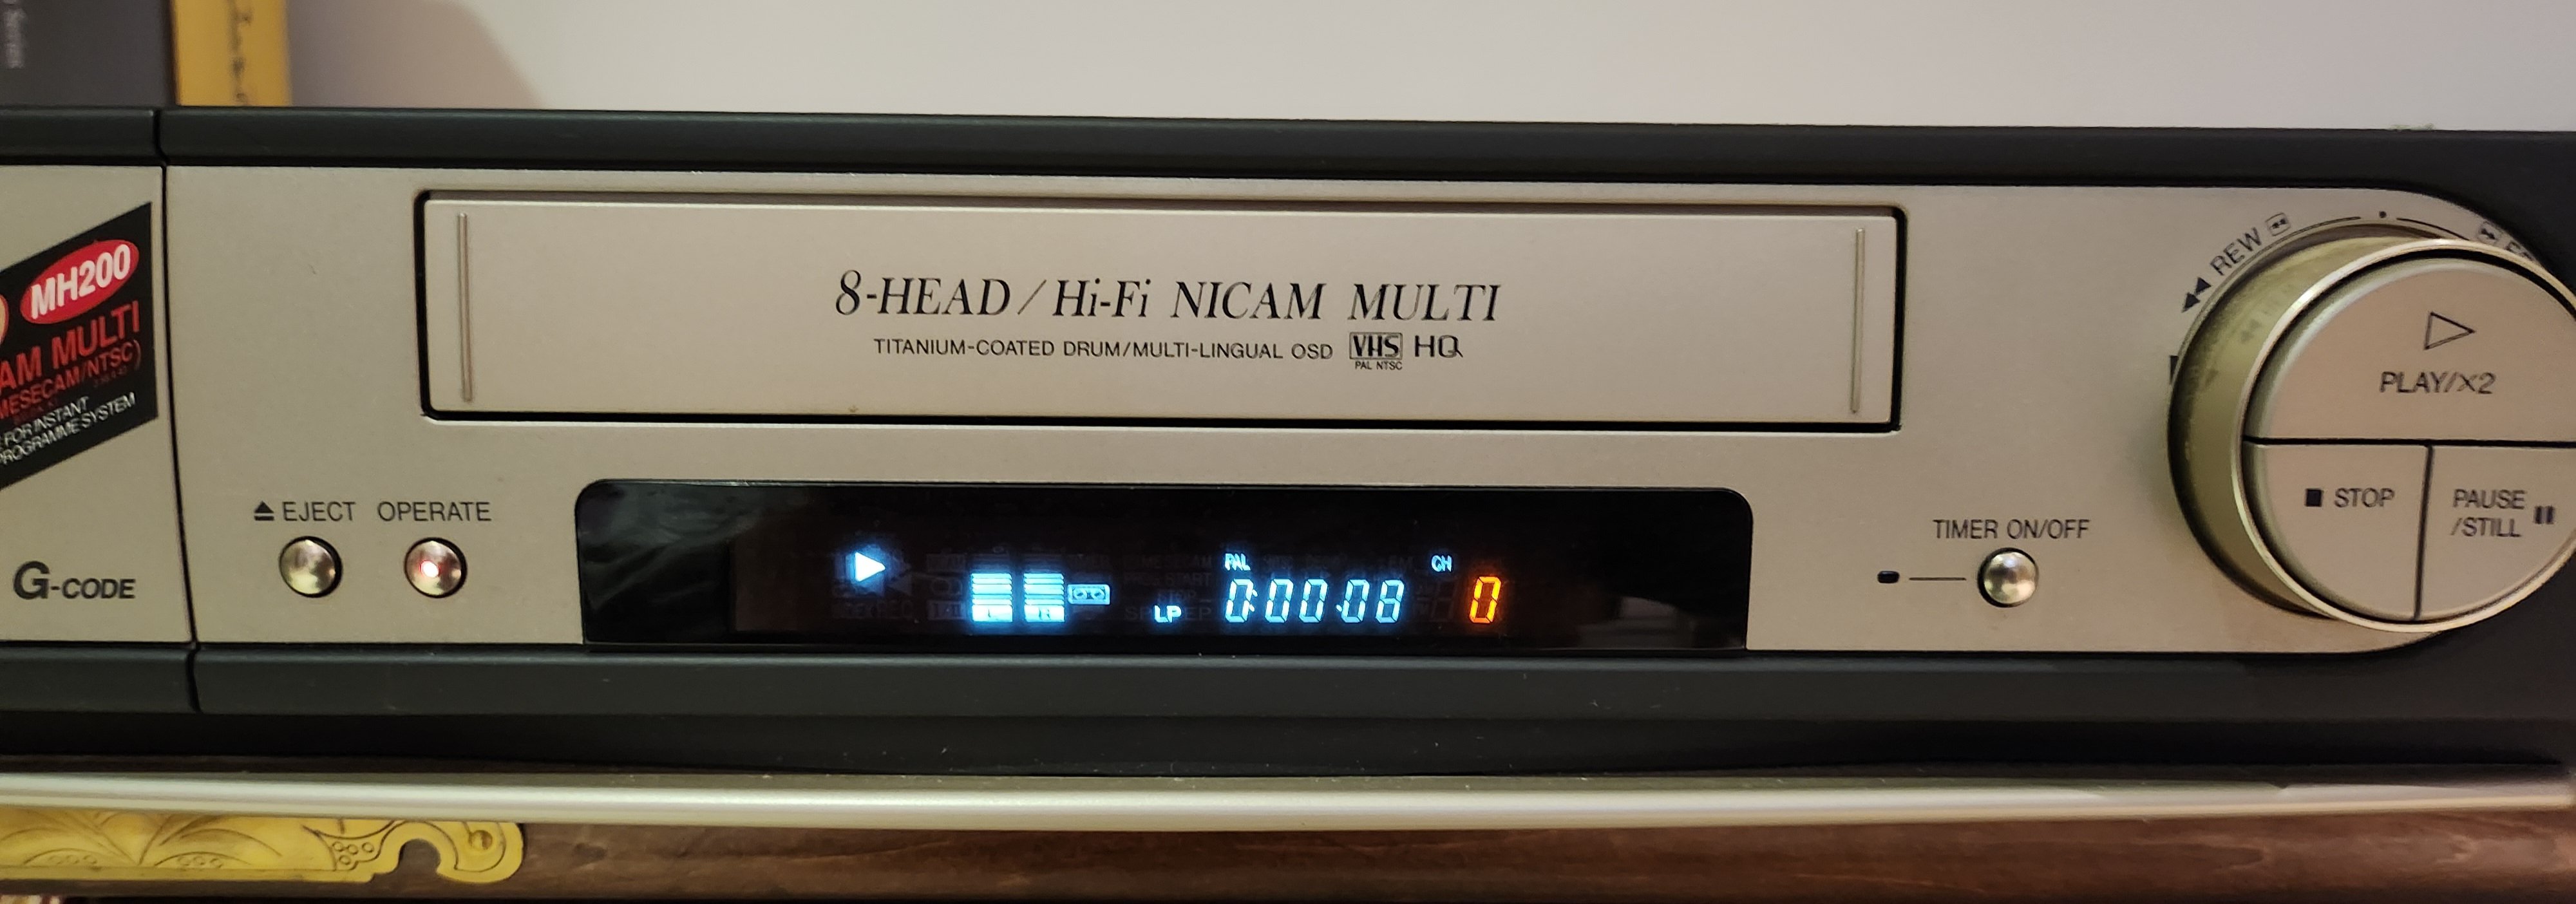 Series
MH200
AM MULTI
MESECAM/NTSC)
FOR INSTANT
PROGRAMME SYSTEM
G-CODE
EJECT OPERATE
8-HEAD / Hi-Fi NICAM MULTI
TITANIUM-COATED DRUM/MULTI-LINGUAL OSD VHS HQ
PAL NTSC
PAL CH
LP 0:00:08 0
TIMER ON/OFF
REW
PLAY/X2
STOP
PAUSE
/STILL